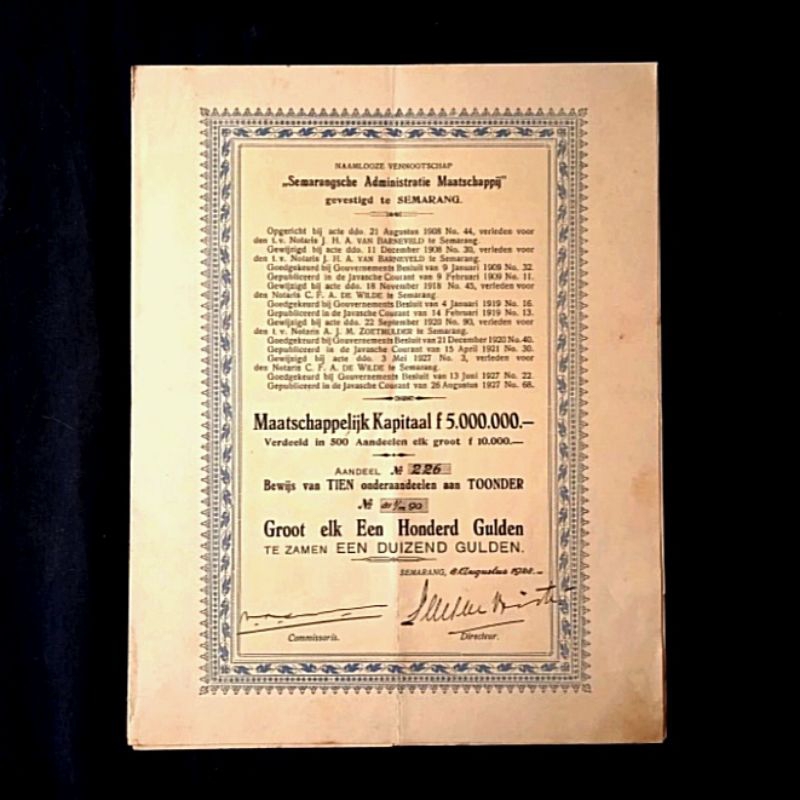 NAAMLOOZE VENNOOTSCHAP
„Semarangsche Administratie Maatschappij"
gevestigd te SEMARANG.
Opgericht bij acte ddo. 21 Augustus 1908 No. 44, verleden voor
den t. v. Notaris J. H. A. VAN BARNEVELD te Semarang.
Gewijzigd bij acte ddo. 11 December 1908 No. 30, verleden voor
den t. v. Notaris J. H. A. VAN BARNEVELD te Semarang.
Goedgekeurd bij Gouvernements Besluit van 9 Januari 1909 No. 32.
Gepubliceerd in de Javasche Courant van 9 Februari 1909 No. 11.
Gewijzigd bij acte ddo. 18 November 1918 No. 45, verleden voor
den Notaris C. F. A. DE WILDE te Semarang.
Goedgekeurd bij Gouvernements Besluit van 4 Januari 1919 No. 16.
Gepubliceerd in de Javasche Courant van 14 Februari 1919 No. 13.
Gewijzigd bij acte ddo. 22 September 1920 No. 90, verleden voor
den t. v. Notaris A. J. M. ZOETMULDER te Semarang.
Goedgekeurd bij Gouvernements Besluit van 21 December 1920 No. 40.
Gepubliceerd in de Javasche Courant van 15 April 1921 No. 30.
Gewijzigd bij acte ddo. 3 Mei 1927 No. 2, verleden voor
den Notaris C. F. A. DE WILDE te Semarang.
Goedgekeurd bij Gouvernements Besluit van 13 Juni 1927 No. 22.
Gepubliceerd in de Javasche Courant van 26 Augustus 1927 No. 68.
Maatschappelijk Kapitaal f 5.000.000.—
Verdeeld in 500 Aandeelen elk groot f 10.000.—
AANDEEL № 226
Bewijs van TIEN onderaandeelen aan TOONDER
№ 90
Groot elk Een Honderd Gulden
TE ZAMEN EEN DUIZEND GULDEN.
SEMARANG, Augustus
Commissaris. Directeur.